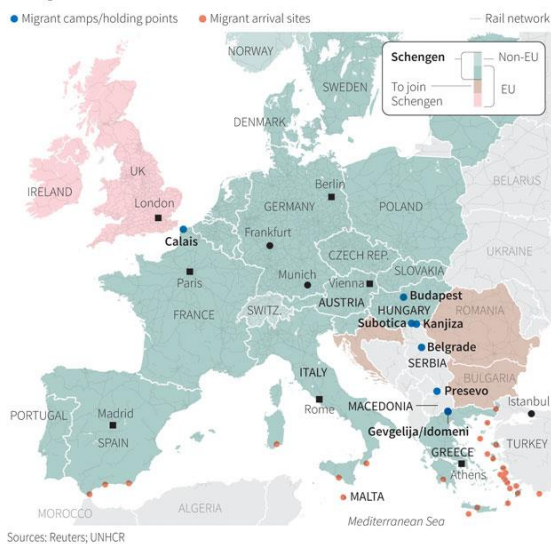 Migrant camps/holding points
Migrant arrival sites
Rail network
Schengen
Non-EU
To join
Schengen
EU
NORWAY
SWEDEN
DENMARK
UK
IRELAND
London
Calais
Berlin
GERMANY
POLAND
BELARUS
Frankfurt
UKRAINE
CZECH REP.
SLOVAKIA
Paris
Munich
Vienna
AUSTRIA
Budapest
HUNGARY
FRANCE
SWITZ.
ROMANIA
Subotica
Kanjiza
Belgrade
SERBIA
ITALY
BULGARIA
Presevo
Rome
MACEDONIA
Istanbul
PORTUGAL
Madrid
SPAIN
Gevgelija/Idomeni
TURKEY
GREECE
Athens
MALTA
MOROCCO
ALGERIA
Mediterranean Sea
Sources: Reuters; UNHCR